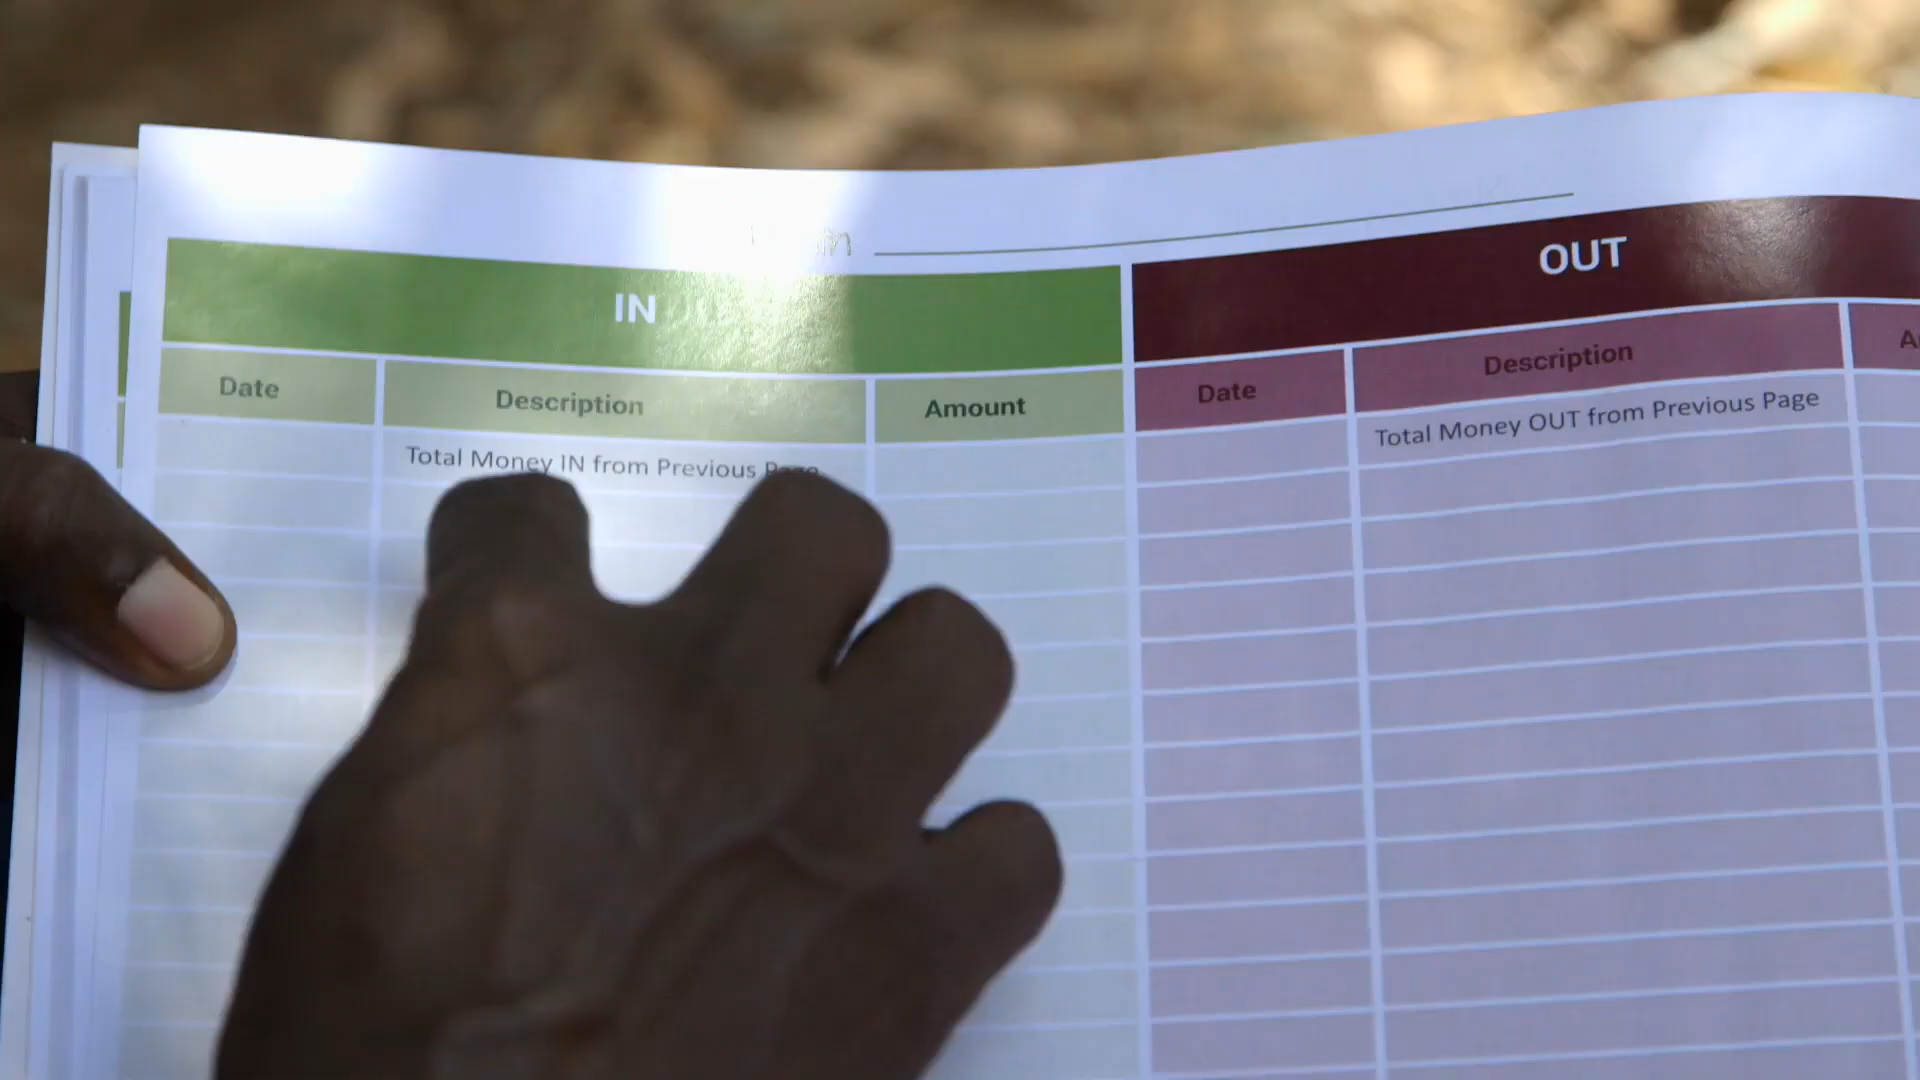 IN
OUT
Date Description Amount
Date Description
Total Money IN from Previous
Total Money OUT from Previous Page